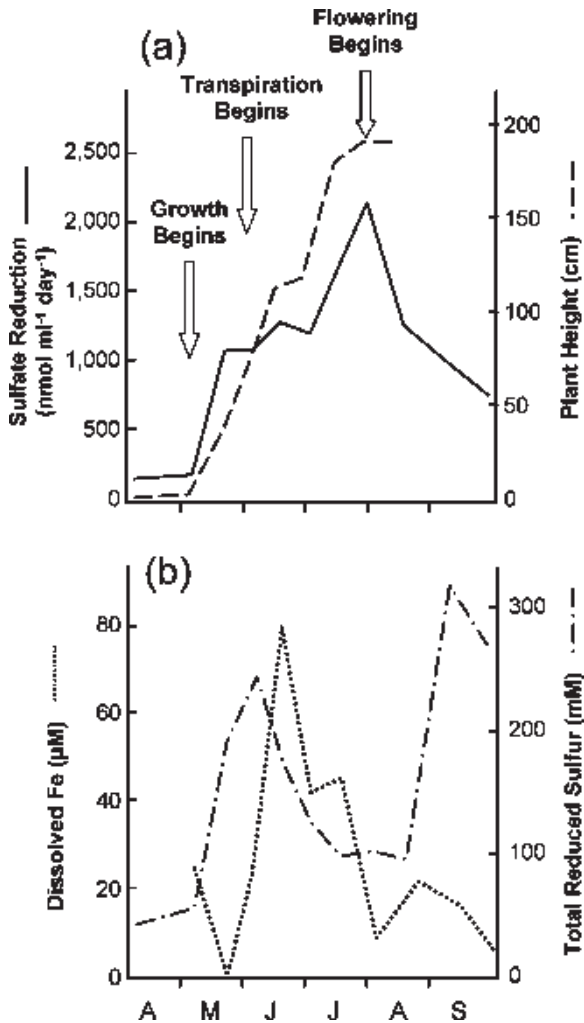 Flowering
Begins
(a)
Transpiration
Begins
Growth
Begins
Sulfate Reduction
(nmol ml-1 day-1)
2,500
2,000
1,500
1,000
500
0
200
150
100
50
0
Plant Height (cm)
(b)
Dissolved Fe (µM)
80
60
40
20
0
300
200
100
0
Total Reduced Sulfur (mM)
A M J J A S